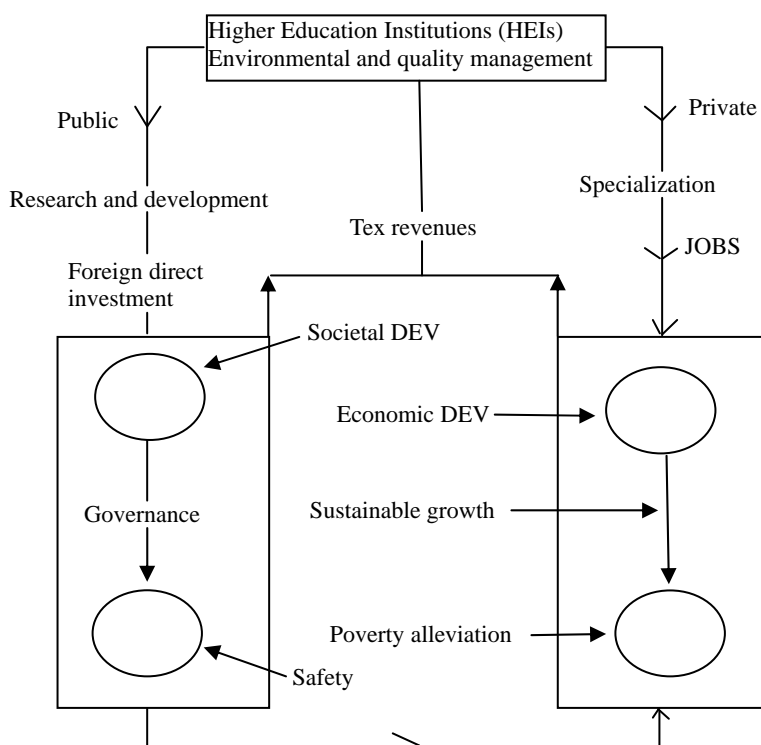 Higher Education Institutions (HEIs)
Environmental and quality management
Public
Private
Research and development
Specialization
Tex revenues
JOBS
Foreign direct
investment
Societal DEV
Economic DEV
Governance
Sustainable growth
Poverty alleviation
Safety